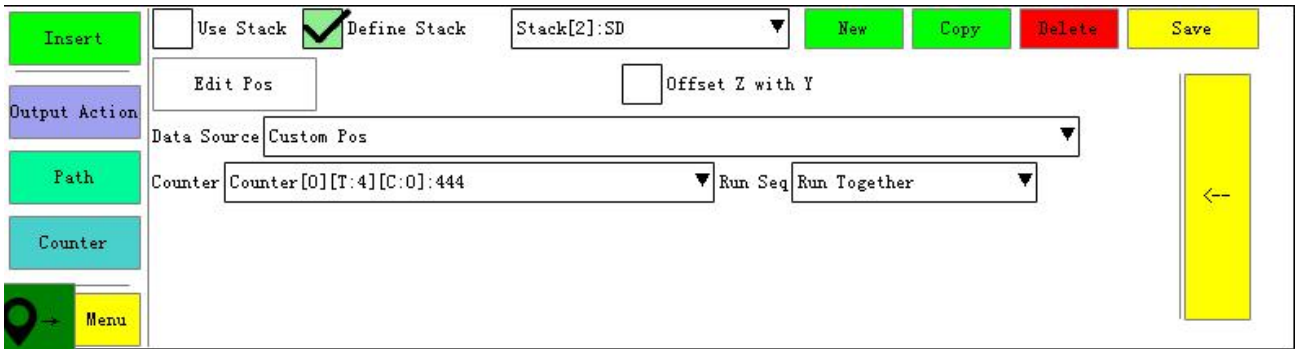 Insert
Use Stack Define Stack Stack[2]:SD New Copy Delete Save
Edit Pos Offset Z with Y
Output Action
Data Source Custom Pos
Path
Counter Counter[0][T:4][C:0]:444 Run Seq Run Together
<--
Counter
Menu